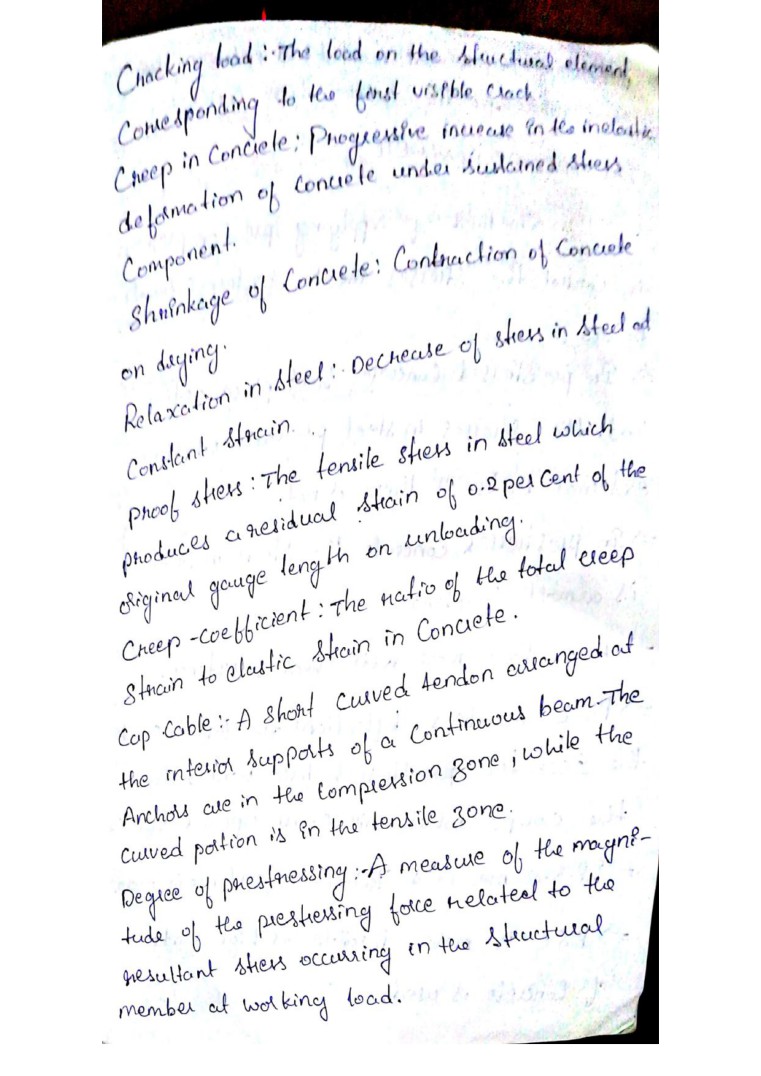 Cracking load :- The load on the structural element,
Corresponding to the first visible crack.
Creep in Concrete : Progressive increase in the inelastic
deformation of Concrete under sustained stress
Component.
Shrinkage of Concrete : Contraction of Concrete
on drying.
Relaxation in steel :- Decrease of stress in steel at
Constant strain
Proof stress : The tensile stress in steel which
produces a residual strain of 0.2 per Cent of the
original gauge length on unloading.
Creep-coefficient : The ratio of the total creep
strain to elastic strain in Concrete.
Cap Cable :- A short curved tendon arranged at
the interior supports of a Continuous beam. The
Anchors are in the Compression zone, while the
curved portion is in the tensile zone.
Degree of prestressing :- A measure of the magni-
tude of the prestressing force related to the
resultant stress occurring in the structural
member at working load.